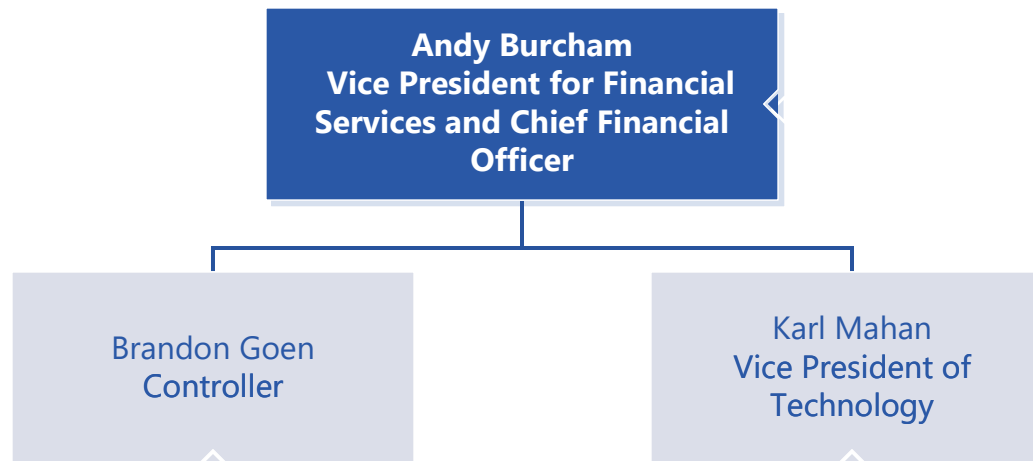 Andy Burcham
Vice President for Financial
Services and Chief Financial
Officer
Brandon Goen
Controller
Karl Mahan
Vice President of
Technology